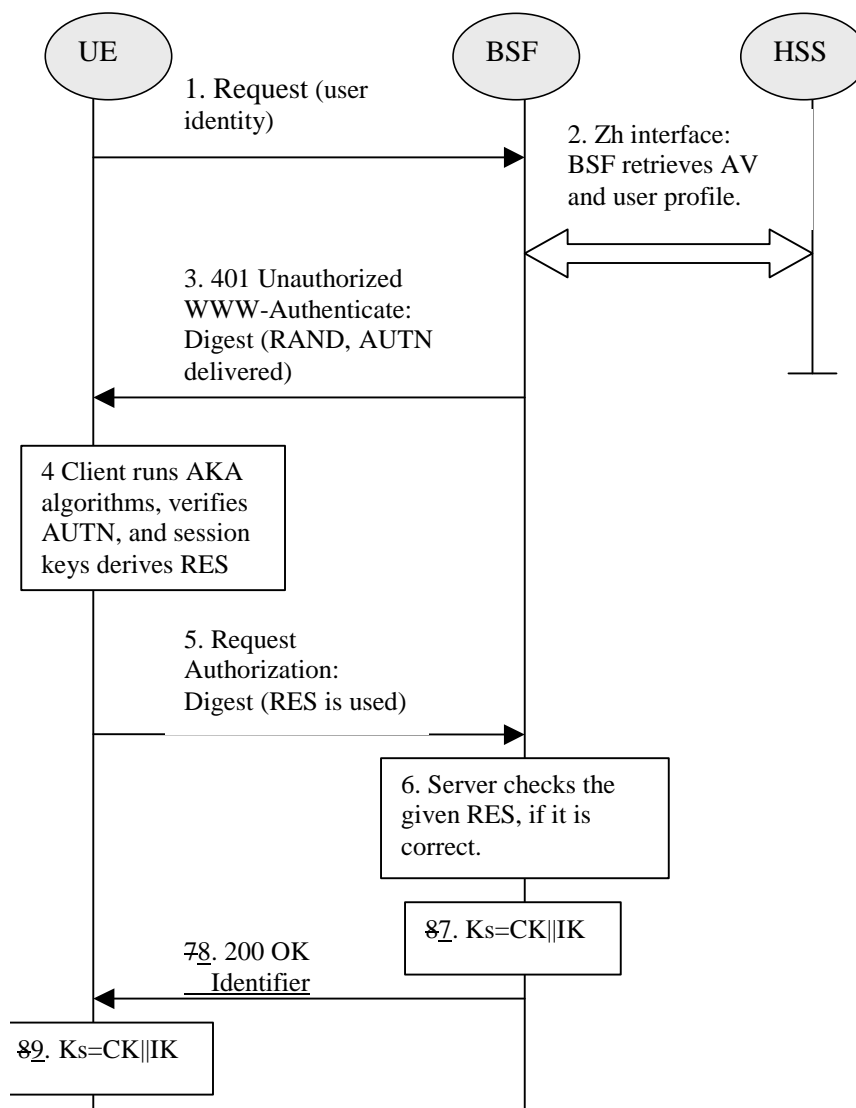 UE
BSF
HSS
1. Request (user
identity)
2. Zh interface:
BSF retrieves AV
and user profile.
3. 401 Unauthorized
WWW-Authenticate:
Digest (RAND, AUTN
delivered)
4 Client runs AKA
algorithms, verifies
AUTN, and session
keys derives RES
5. Request
Authorization:
Digest (RES is used)
6. Server checks the
given RES, if it is
correct.
87. Ks=CK||IK
78. 200 OK
Identifier
89. Ks=CK||IK